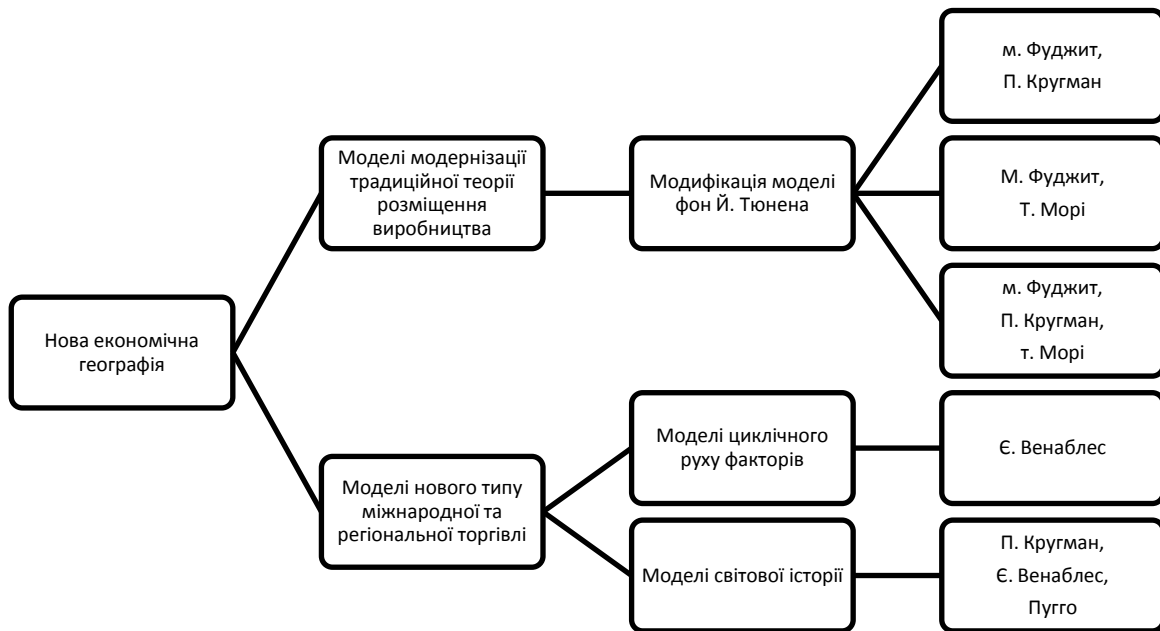 Нова економічна
географія
Моделі модернізації
традиційної теорії
розміщення
виробництва
Модифікація моделі
фон Й. Тюнена
м. Фуджит,
П. Кругман
М. Фуджит,
Т. Морі
м. Фуджит,
П. Кругман,
т. Морі
Моделі нового типу
міжнародної та
регіональної торгівлі
Моделі циклічного
руху факторів
Є. Венаблес
Моделі світової історії
П. Кругман,
Є. Венаблес,
Пугго